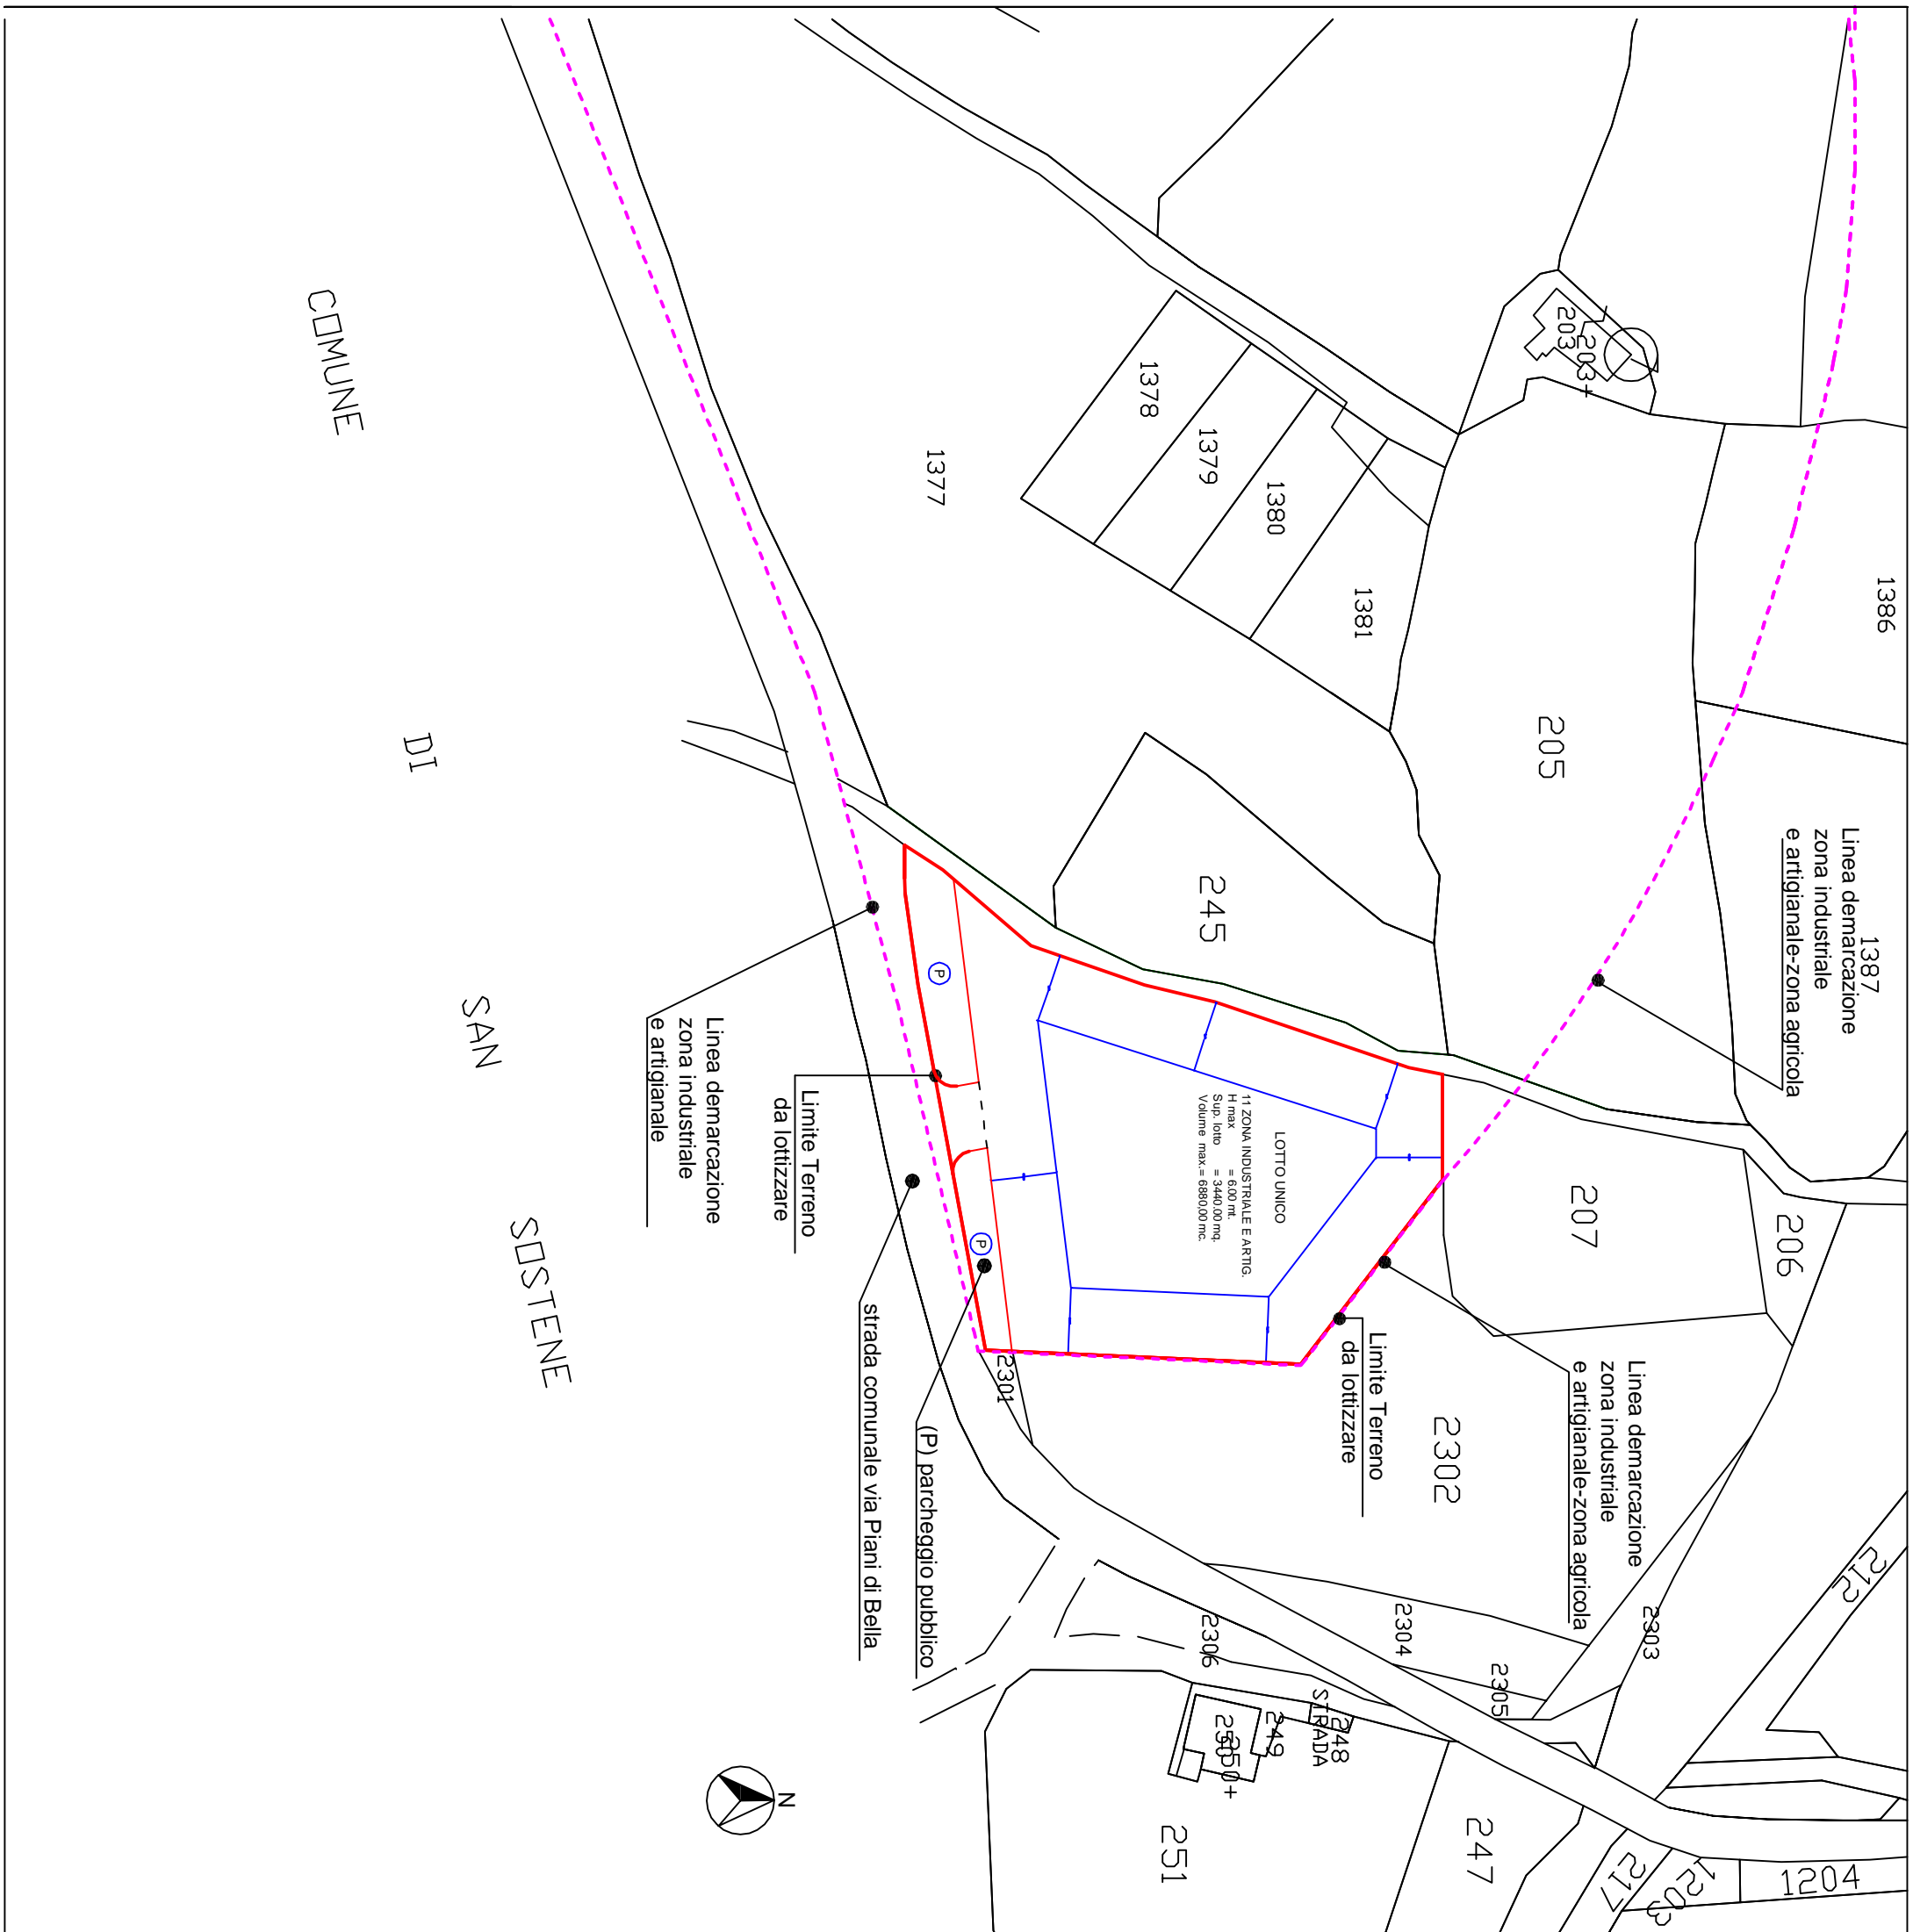 1386
1387
Linea demarcazione
zona industriale
e artigianale-zona agricola
203
203+
205
1378
1379
1380
1381
1377
245
206
207
Linea demarcazione
zona industriale
e artigianale-zona agricola
2302
Limite Terreno
da lottizzare
LOTTO UNICO
11 ZONA INDUSTRIALE E ARTIG.
H max = 6.00 mt.
Sup. lotto = 3440.00 mq.
Volume max.= 6880,00 mc.
P
P
2301
Limite Terreno
da lottizzare
Linea demarcazione
zona industriale
e artigianale
(P) parcheggio pubblico
strada comunale via Piani di Bella
COMUNE
DI
SAN
SOSTENE
212
2303
2304
2305
2306
STRADA
248
249
250
250+
251
247
217
1203
1204
N